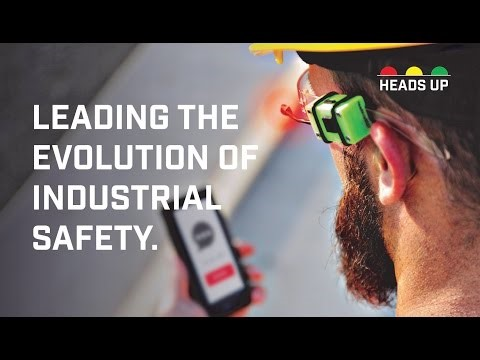 HEADS UP
LEADING THE
EVOLUTION OF
INDUSTRIAL
SAFETY.